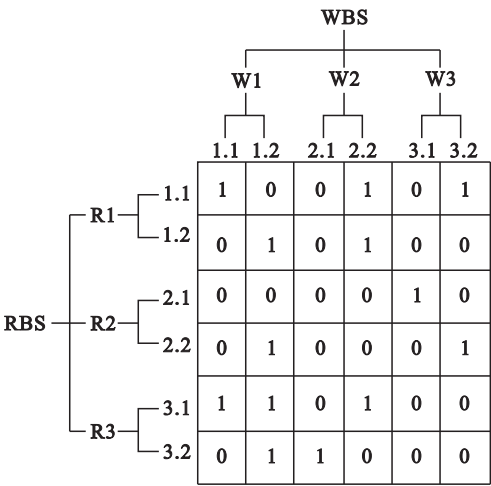 WBS
W1 W2 W3
1.1 1.2 2.1 2.2 3.1 3.2
1.1 1 0 0 1 0 1
R1
1.2 0 1 0 1 0 0
2.1 0 0 0 0 1 0
RBS R2
2.2 0 1 0 0 0 1
3.1 1 1 0 1 0 0
R3
3.2 0 1 1 0 0 0